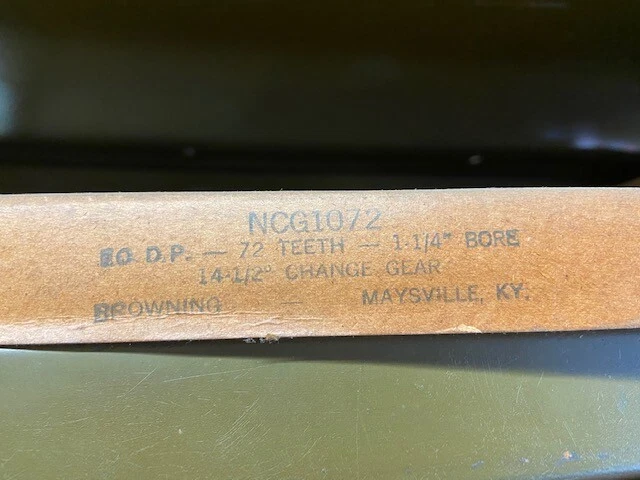 NCG1072
10 D.P. — 72 TEETH — 1-1/4" BORE
14-1/2° CHANGE GEAR
BROWNING — MAYSVILLE, KY.